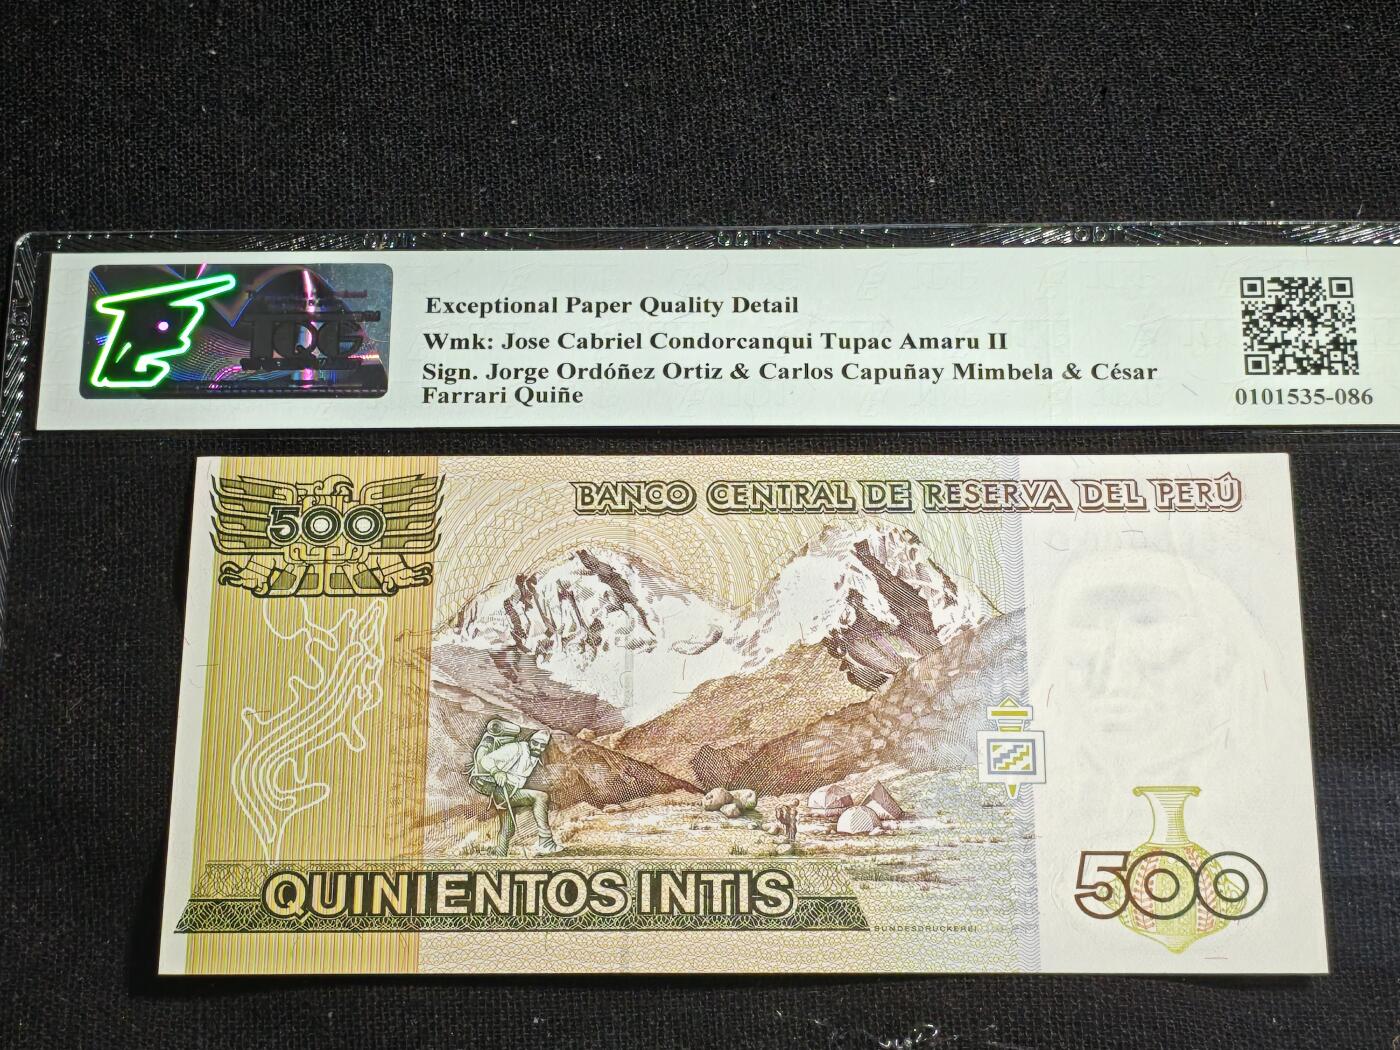 TQG
Exceptional Paper Quality Detail
Wmk: Jose Cabriel Condorcanqui Tupac Amaru II
Sign. Jorge Ordóñez Ortiz & Carlos Capuñay Mimbela & César
Farrari Quiñe
0101535-086
500
BANCO CENTRAL DE RESERVA DEL PERÚ
QUINIENTOS INTIS
BUNDESDRUCKEREI
500